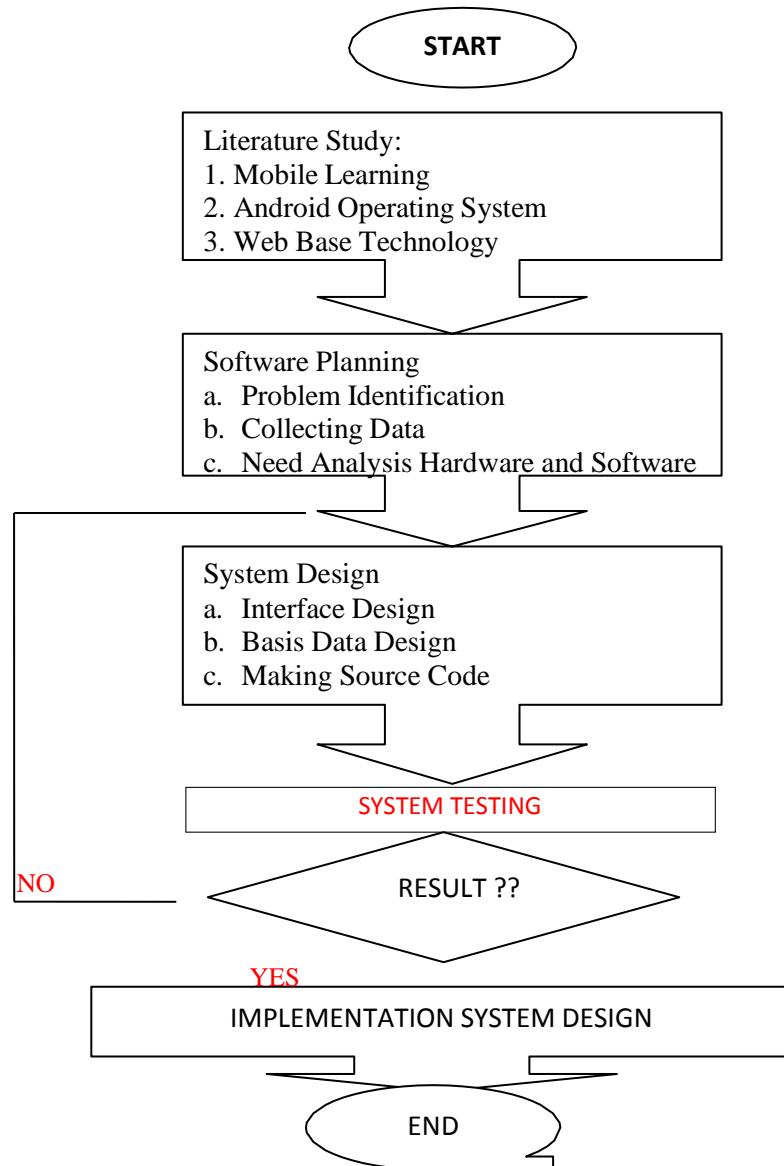 START
Literature Study:
1. Mobile Learning
2. Android Operating System
3. Web Base Technology
Software Planning
a. Problem Identification
b. Collecting Data
c. Need Analysis Hardware and Software
System Design
a. Interface Design
b. Basis Data Design
c. Making Source Code
SYSTEM TESTING
RESULT ??
NO
YES
IMPLEMENTATION SYSTEM DESIGN
END